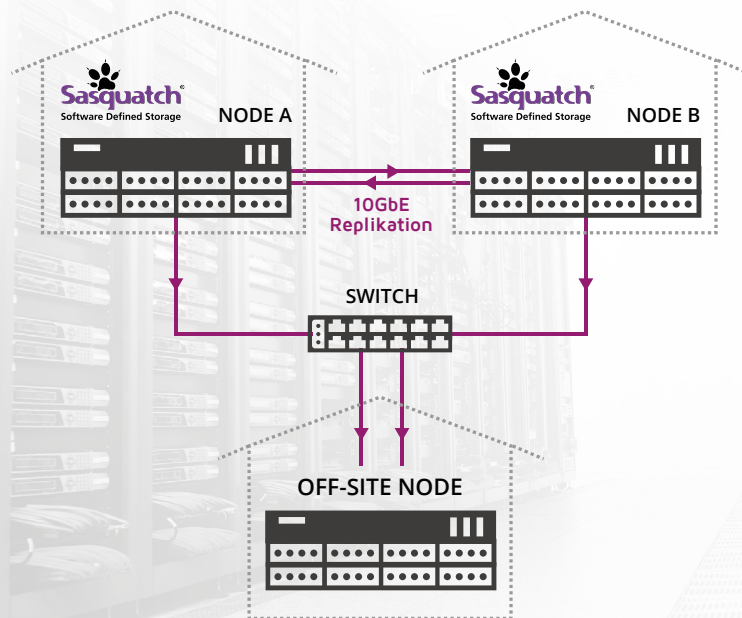 Sasquatch®
Software Defined Storage
NODE A
Sasquatch®
Software Defined Storage
NODE B
10GbE
Replikation
SWITCH
OFF-SITE NODE